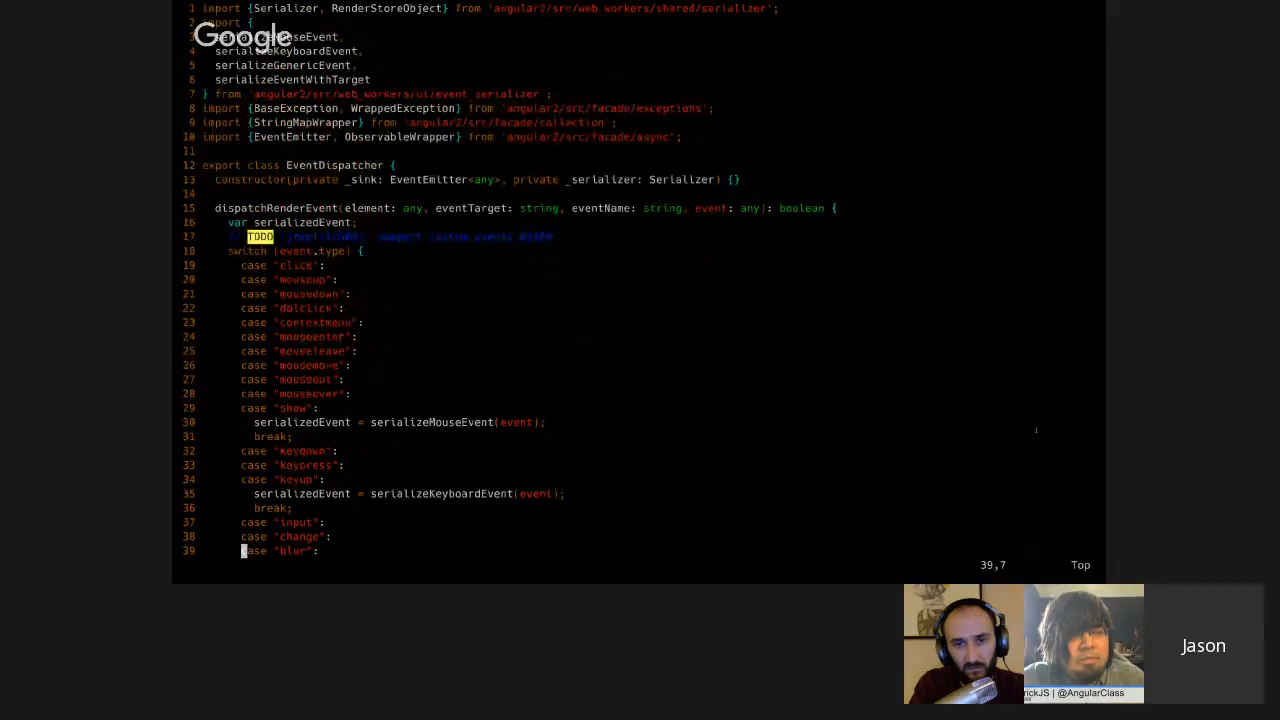 1 import {Serializer, RenderStoreObject} from 'angular2/src/web_workers/shared/serializer';
2 import {
Google
3 serializeMouseEvent,
4 serializeKeyboardEvent,
5 serializeGenericEvent,
6 serializeEventWithTarget
7 } from 'angular2/src/web_workers/ui/event_serializer';
8 import {BaseException, WrappedException} from 'angular2/src/facade/exceptions';
9 import {StringMapWrapper} from 'angular2/src/facade/collection';
10 import {EventEmitter, ObservableWrapper} from 'angular2/src/facade/async';
11
12 export class EventDispatcher {
13 constructor(private _sink: EventEmitter<any>, private _serializer: Serializer) {}
14
15 dispatchRenderEvent(element: any, eventTarget: string, eventName: string, event: any): boolean {
16 var serializedEvent;
17 TODO support custom events
18 switch (event.type) {
19 case "click":
20 case "mouseup":
21 case "mousedown":
22 case "dblclick":
23 case "contextmenu":
24 case "mouseenter":
25 case "mouseleave":
26 case "mousemove":
27 case "mouseout":
28 case "mouseover":
29 case "show":
30 serializedEvent = serializeMouseEvent(event);
31 break;
32 case "keydown":
33 case "keypress":
34 case "keyup":
35 serializedEvent = serializeKeyboardEvent(event);
36 break;
37 case "input":
38 case "change":
39 case "blur":
39,7 Top
Jason
rickJS | @AngularClass